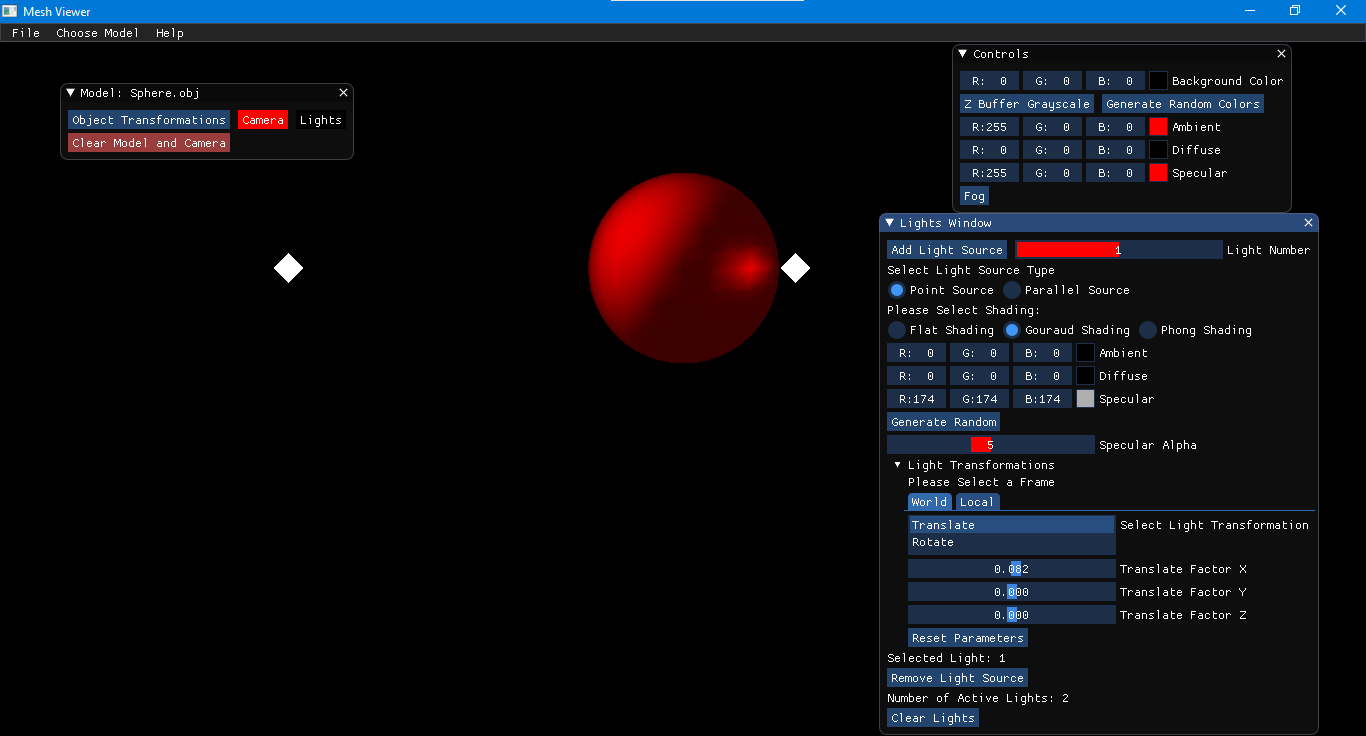 Mesh Viewer
File Choose Model Help
Model: Sphere.obj
Object Transformations Camera Lights
Clear Model and Camera
Controls
R: 0 G: 0 B: 0 Background Color
Z Buffer Grayscale Generate Random Colors
R:255 G: 0 B: 0 Ambient
R: 0 G: 0 B: 0 Diffuse
R:255 G: 0 B: 0 Specular
Fog
Lights Window
Add Light Source 1 Light Number
Select Light Source Type
Point Source Parallel Source
Please Select Shading:
Flat Shading Gouraud Shading Phong Shading
R: 0 G: 0 B: 0 Ambient
R: 0 G: 0 B: 0 Diffuse
R:174 G:174 B:174 Specular
Generate Random
5 Specular Alpha
Light Transformations
Please Select a Frame
World Local
Translate Select Light Transformation
Rotate
0.082 Translate Factor X
0.000 Translate Factor Y
0.000 Translate Factor Z
Reset Parameters
Selected Light: 1
Remove Light Source
Number of Active Lights: 2
Clear Lights